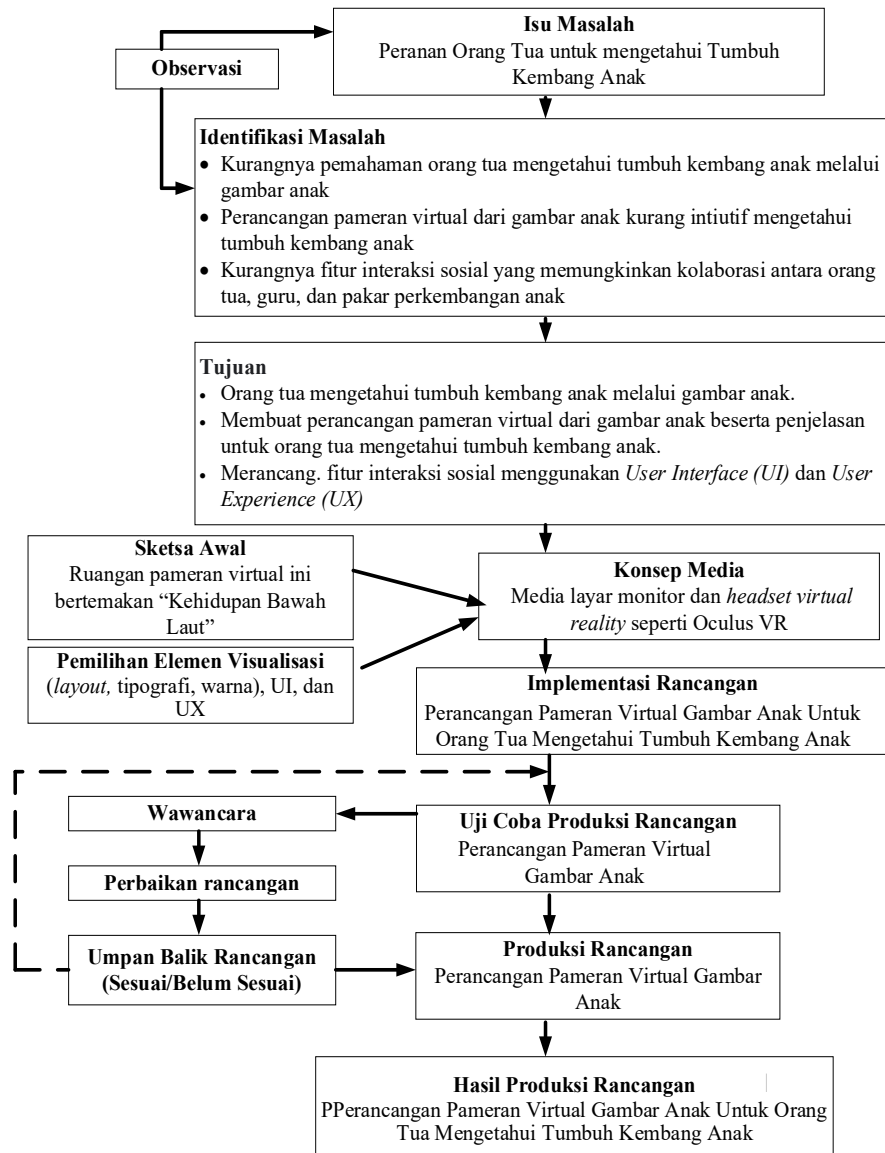 Isu Masalah
Peranan Orang Tua untuk mengetahui Tumbuh
Kembang Anak
Observasi
Identifikasi Masalah
• Kurangnya pemahaman orang tua mengetahui tumbuh kembang anak melalui
gambar anak
• Perancangan pameran virtual dari gambar anak kurang intiutif mengetahui
tumbuh kembang anak
• Kurangnya fitur interaksi sosial yang memungkinkan kolaborasi antara orang
tua, guru, dan pakar perkembangan anak
Tujuan
• Orang tua mengetahui tumbuh kembang anak melalui gambar anak.
• Membuat perancangan pameran virtual dari gambar anak beserta penjelasan
untuk orang tua mengetahui tumbuh kembang anak.
• Merancang. fitur interaksi sosial menggunakan User Interface (UI) dan User
Experience (UX)
Sketsa Awal
Ruangan pameran virtual ini
bertemakan “Kehidupan Bawah
Laut”
Konsep Media
Media layar monitor dan headset virtual
reality seperti Oculus VR
Pemilihan Elemen Visualisasi
(layout, tipografi, warna), UI, dan
UX
Implementasi Rancangan
Perancangan Pameran Virtual Gambar Anak Untuk
Orang Tua Mengetahui Tumbuh Kembang Anak
Wawancara
Uji Coba Produksi Rancangan
Perancangan Pameran Virtual
Gambar Anak
Perbaikan rancangan
Umpan Balik Rancangan
(Sesuai/Belum Sesuai)
Produksi Rancangan
Perancangan Pameran Virtual Gambar
Anak
Hasil Produksi Rancangan
PPerancangan Pameran Virtual Gambar Anak Untuk Orang
Tua Mengetahui Tumbuh Kembang Anak